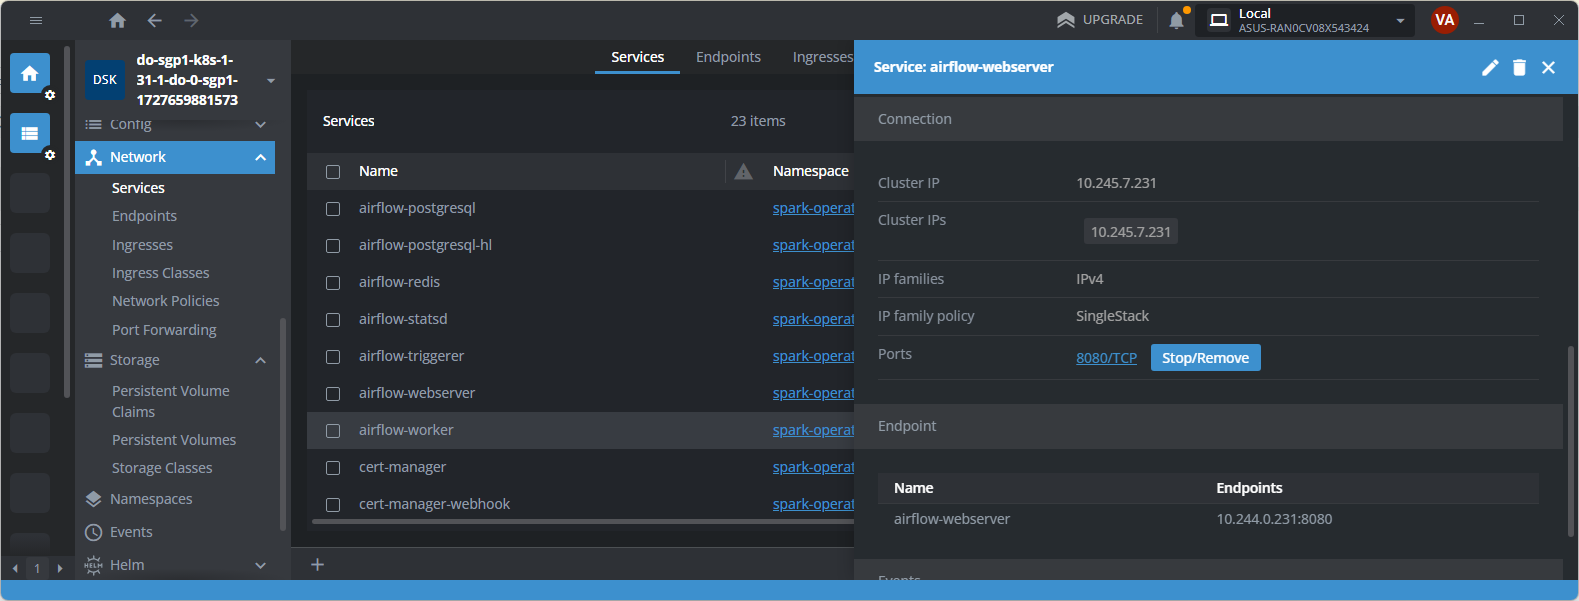 UPGRADE
Local
ASUS-RAN0CV08X543424
VA
DSK
do-sgp1-k8s-1-
31-1-do-0-sgp1-
1727659881573
Config
Network
Services
Endpoints
Ingresses
Ingress Classes
Network Policies
Port Forwarding
Storage
Persistent Volume
Claims
Persistent Volumes
Storage Classes
Namespaces
Events
HELM Helm
1
Services Endpoints Ingresses
Services 23 items
Name Namespace
airflow-postgresql spark-operat
airflow-postgresql-hl spark-operat
airflow-redis spark-operat
airflow-statsd spark-operat
airflow-triggerer spark-operat
airflow-webserver spark-operat
airflow-worker spark-operat
cert-manager spark-operat
cert-manager-webhook spark-operat
Service: airflow-webserver
Connection
Cluster IP 10.245.7.231
Cluster IPs 10.245.7.231
IP families IPv4
IP family policy SingleStack
Ports 8080/TCP Stop/Remove
Endpoint
Name Endpoints
airflow-webserver 10.244.0.231:8080
Events